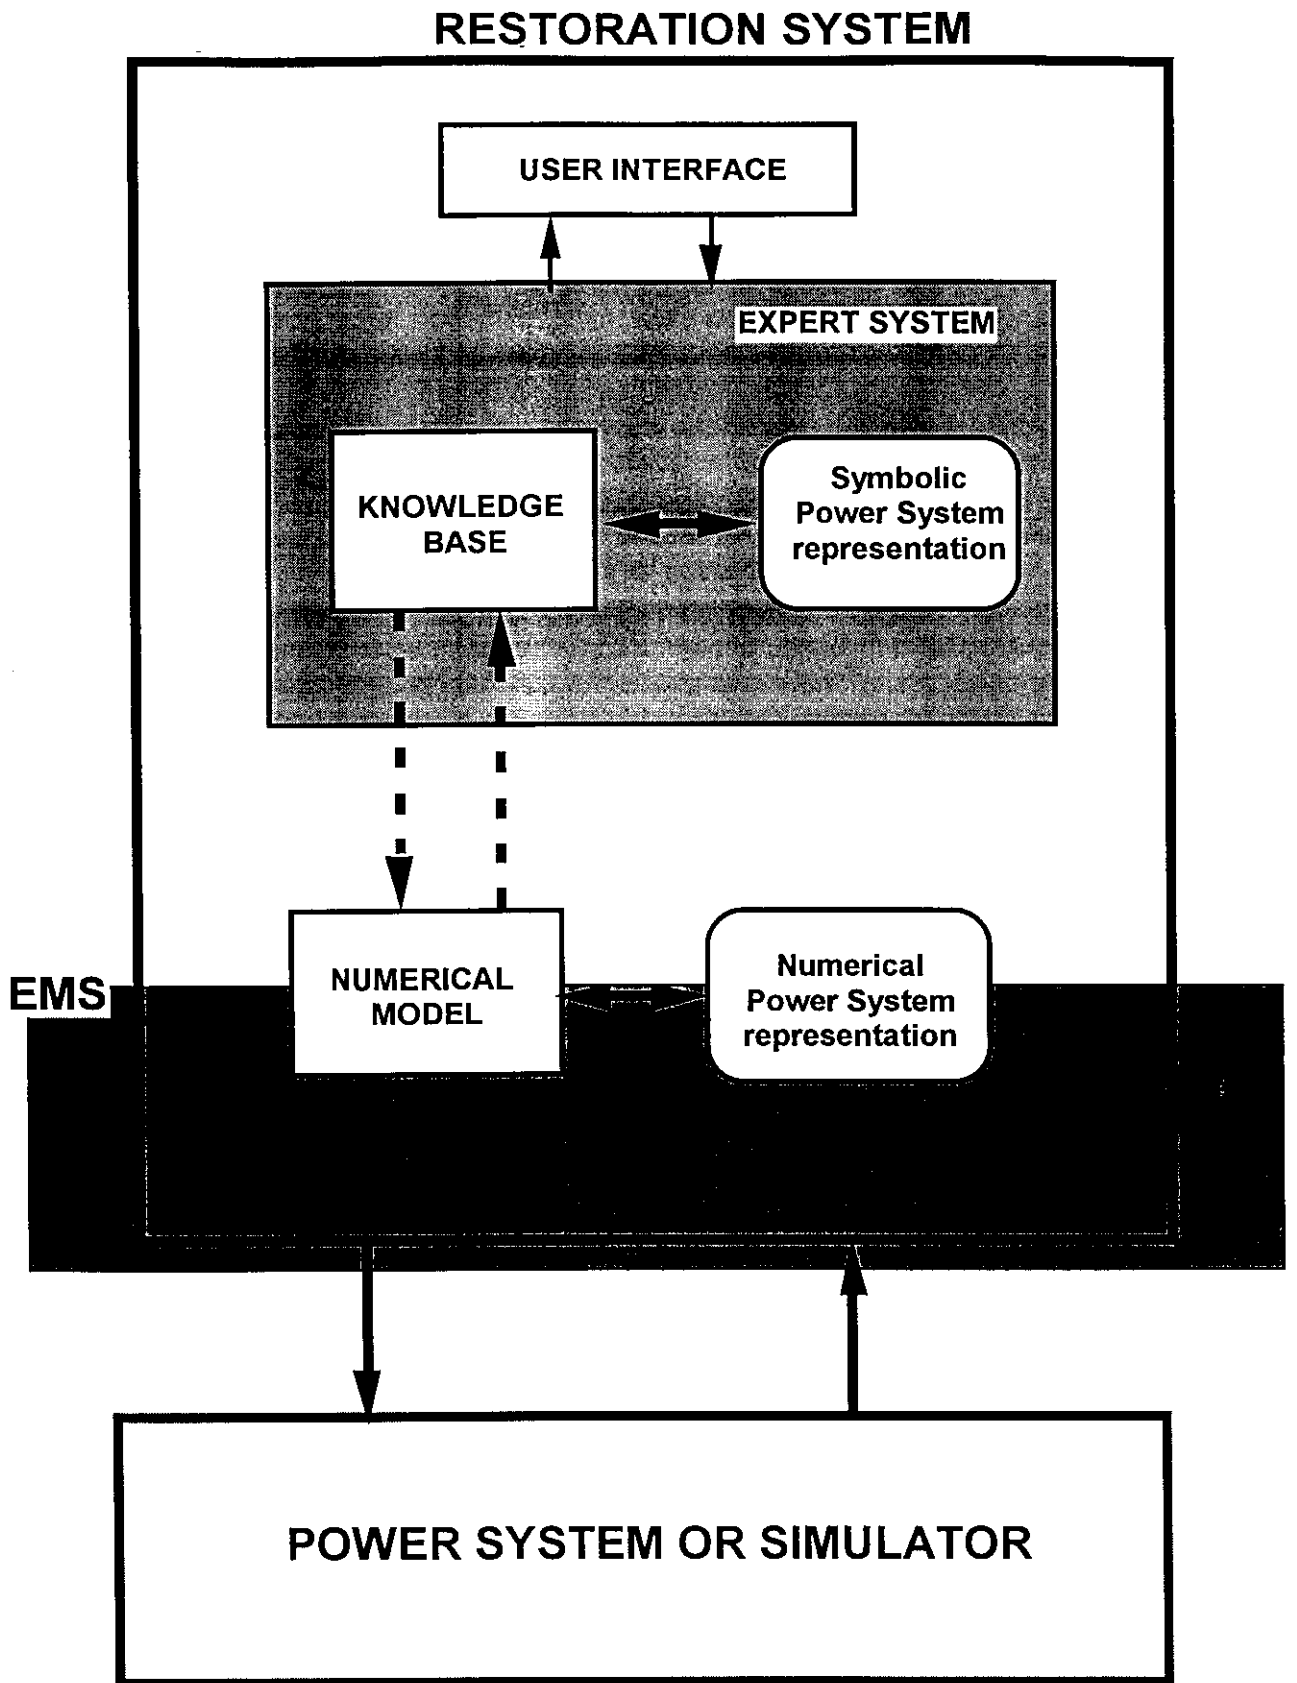 RESTORATION SYSTEM
USER INTERFACE
EXPERT SYSTEM
KNOWLEDGE
BASE
Symbolic
Power System
representation
EMS
NUMERICAL
MODEL
Numerical
Power System
representation
POWER SYSTEM OR SIMULATOR